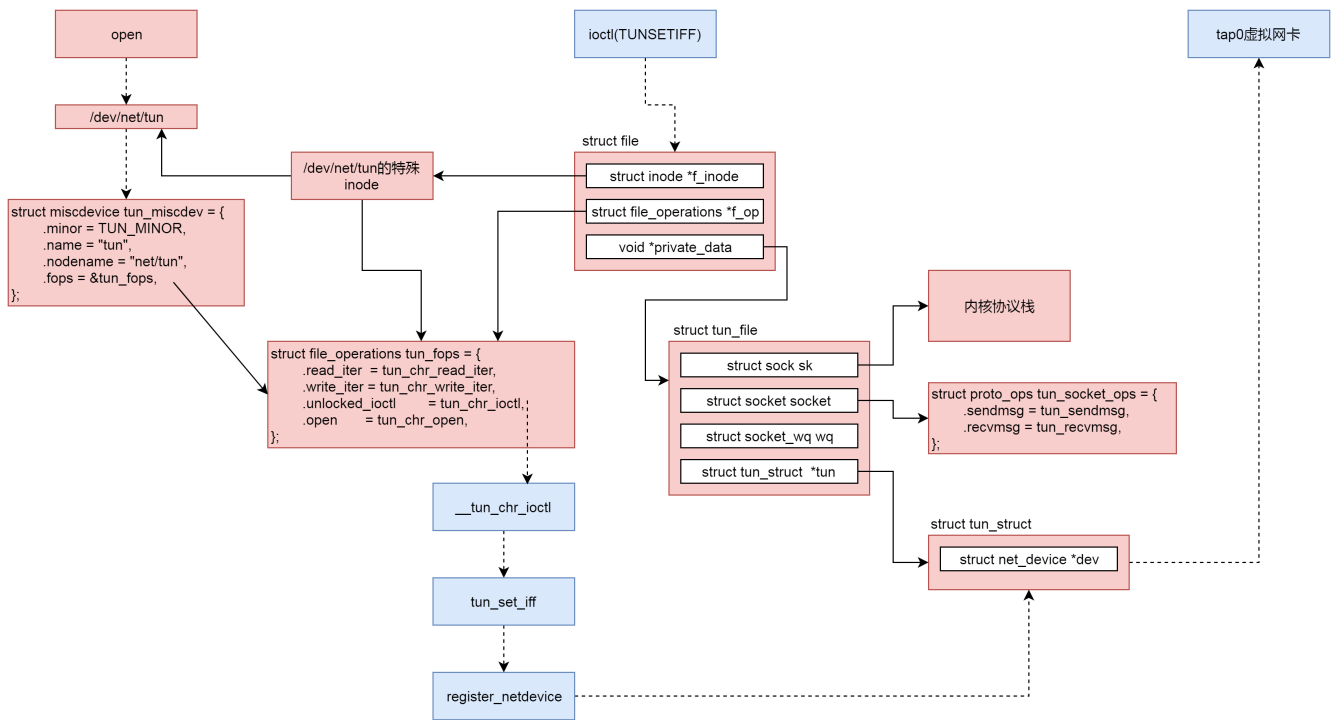 open
ioctl(TUNSETIFF)
tap0虚拟网卡
/dev/net/tun
struct file
/dev/net/tun的特殊
inode
struct inode *f_inode
struct file_operations *f_op
void *private_data
struct miscdevice tun_miscdev = {
.minor = TUN_MINOR,
.name = "tun",
.nodename = "net/tun",
.fops = &tun_fops,
};
内核协议栈
struct tun_file
struct file_operations tun_fops = {
.read_iter  = tun_chr_read_iter,
.write_iter = tun_chr_write_iter,
.unlocked_ioctl        = tun_chr_ioctl,
.open       = tun_chr_open,
};
struct sock sk
struct socket socket
struct socket_wq wq
struct tun_struct  *tun
struct proto_ops tun_socket_ops = {
.sendmsg = tun_sendmsg,
.recvmsg = tun_recvmsg,
};
__tun_chr_ioctl
struct tun_struct
struct net_device *dev
tun_set_iff
register_netdevice